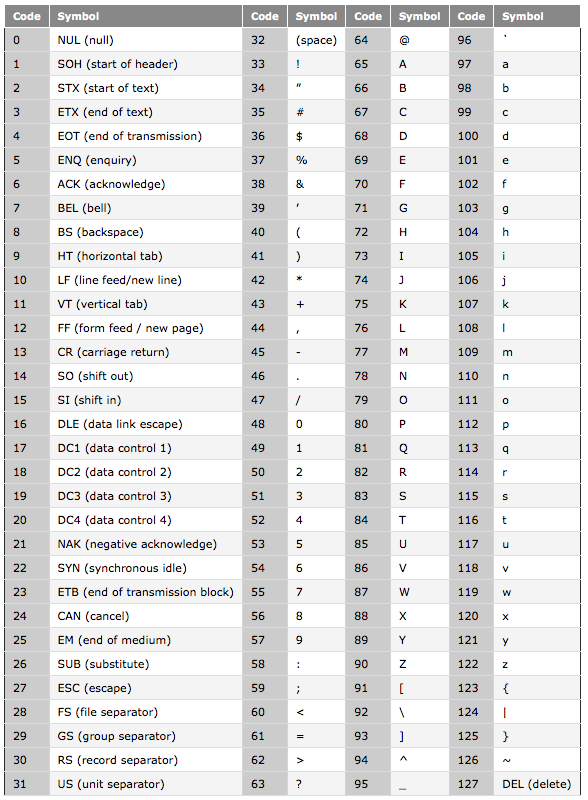 Code Symbol Code Symbol Code Symbol Code Symbol
0 NUL (null) 32 (space) 64 @ 96 `
1 SOH (start of header) 33 ! 65 A 97 a
2 STX (start of text) 34 " 66 B 98 b
3 ETX (end of text) 35 # 67 C 99 c
4 EOT (end of transmission) 36 $ 68 D 100 d
5 ENQ (enquiry) 37 % 69 E 101 e
6 ACK (acknowledge) 38 & 70 F 102 f
7 BEL (bell) 39 ' 71 G 103 g
8 BS (backspace) 40 ( 72 H 104 h
9 HT (horizontal tab) 41 ) 73 I 105 i
10 LF (line feed/new line) 42 * 74 J 106 j
11 VT (vertical tab) 43 + 75 K 107 k
12 FF (form feed / new page) 44 , 76 L 108 l
13 CR (carriage return) 45 - 77 M 109 m
14 SO (shift out) 46 . 78 N 110 n
15 SI (shift in) 47 / 79 O 111 o
16 DLE (data link escape) 48 0 80 P 112 p
17 DC1 (data control 1) 49 1 81 Q 113 q
18 DC2 (data control 2) 50 2 82 R 114 r
19 DC3 (data control 3) 51 3 83 S 115 s
20 DC4 (data control 4) 52 4 84 T 116 t
21 NAK (negative acknowledge) 53 5 85 U 117 u
22 SYN (synchronous idle) 54 6 86 V 118 v
23 ETB (end of transmission block) 55 7 87 W 119 w
24 CAN (cancel) 56 8 88 X 120 x
25 EM (end of medium) 57 9 89 Y 121 y
26 SUB (substitute) 58 : 90 Z 122 z
27 ESC (escape) 59 ; 91 [ 123 {
28 FS (file separator) 60 < 92 \ 124 |
29 GS (group separator) 61 = 93 ] 125 }
30 RS (record separator) 62 > 94 ^ 126 ~
31 US (unit separator) 63 ? 95 _ 127 DEL (delete)